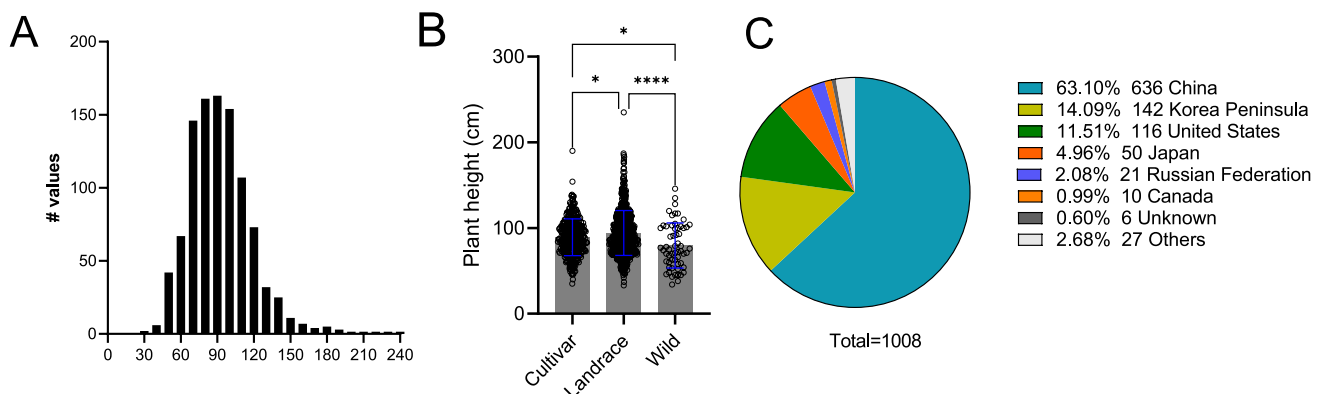 A
# values
200
150
100
50
0
0 30 60 90 120 150 180 210 240
B
Plant height (cm)
300
200
100
0
*
* ****
Cultivar
Landrace
Wild
C
63.10% 636 China
14.09% 142 Korea Peninsula
11.51% 116 United States
4.96% 50 Japan
2.08% 21 Russian Federation
0.99% 10 Canada
0.60% 6 Unknown
2.68% 27 Others
Total=1008